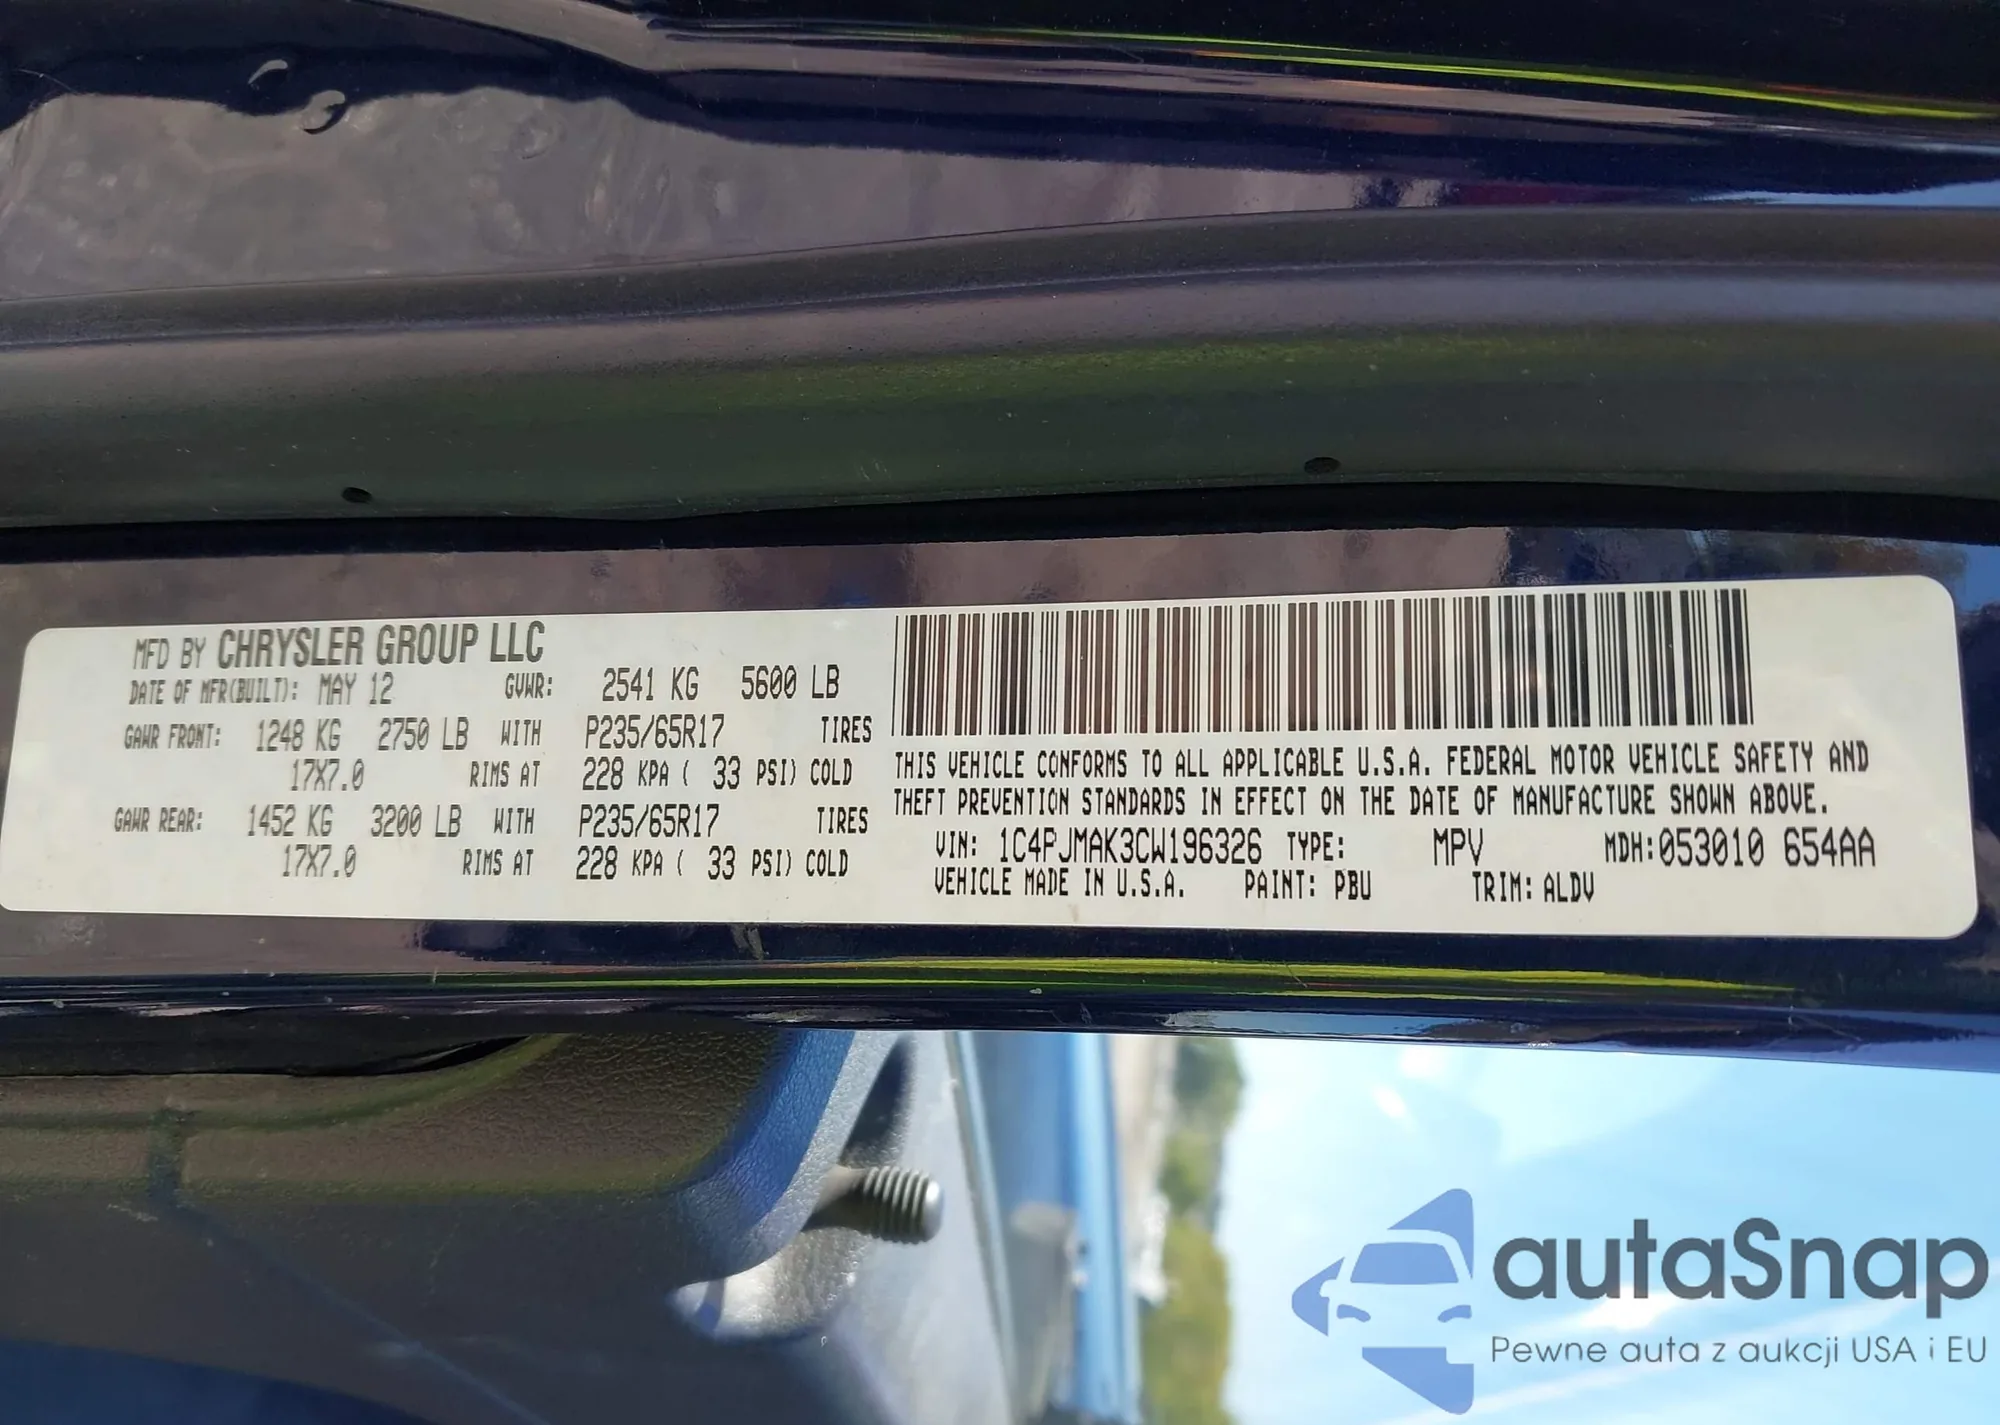 MFD BY CHRYSLER GROUP LLC
DATE OF MFR(BUILT): MAY 12 GVWR: 2541 KG 5600 LB
GAWR FRONT: 1248 KG 2750 LB WITH P235/65R17 TIRES
17X7.0 RIMS AT 228 KPA ( 33 PSI) COLD
GAWR REAR: 1452 KG 3200 LB WITH P235/65R17 TIRES
17X7.0 RIMS AT 228 KPA ( 33 PSI) COLD
THIS VEHICLE CONFORMS TO ALL APPLICABLE U.S.A. FEDERAL MOTOR VEHICLE SAFETY AND
THEFT PREVENTION STANDARDS IN EFFECT ON THE DATE OF MANUFACTURE SHOWN ABOVE.
VIN: 1C4PJMAK3CW196326 TYPE: MPV MDH:053010 654AA
VEHICLE MADE IN U.S.A. PAINT: PBU TRIM: ALDV
autaSnap
Pewne auta z aukcji USA i EU